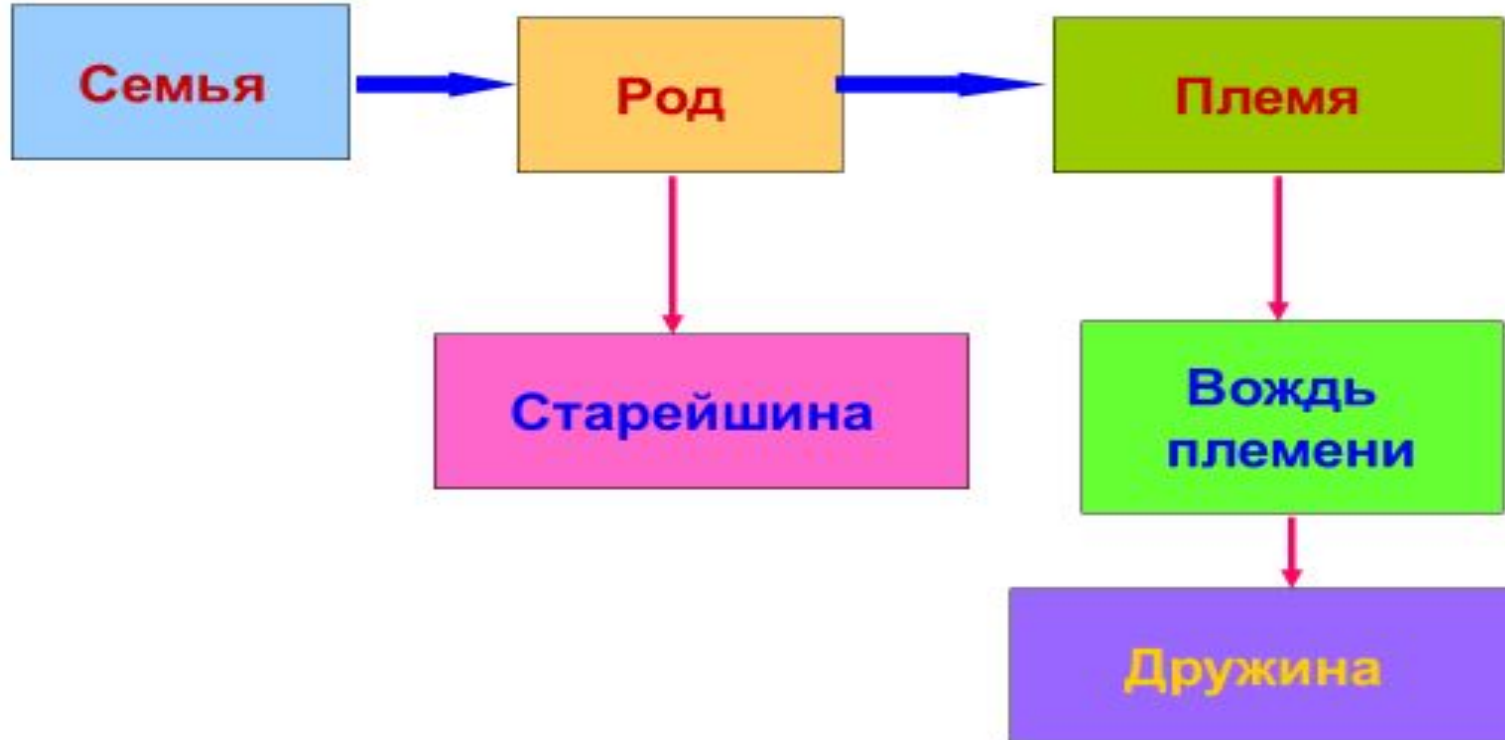 Семья
Род
Племя
Старейшина
Вождь
племени
Дружина